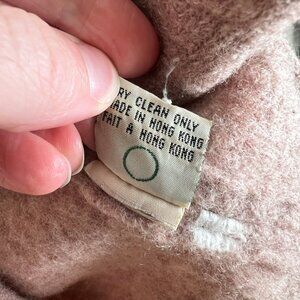 RY CLEAN ONLY
ADE IN HONG KONG
FAIT A HONG KONG